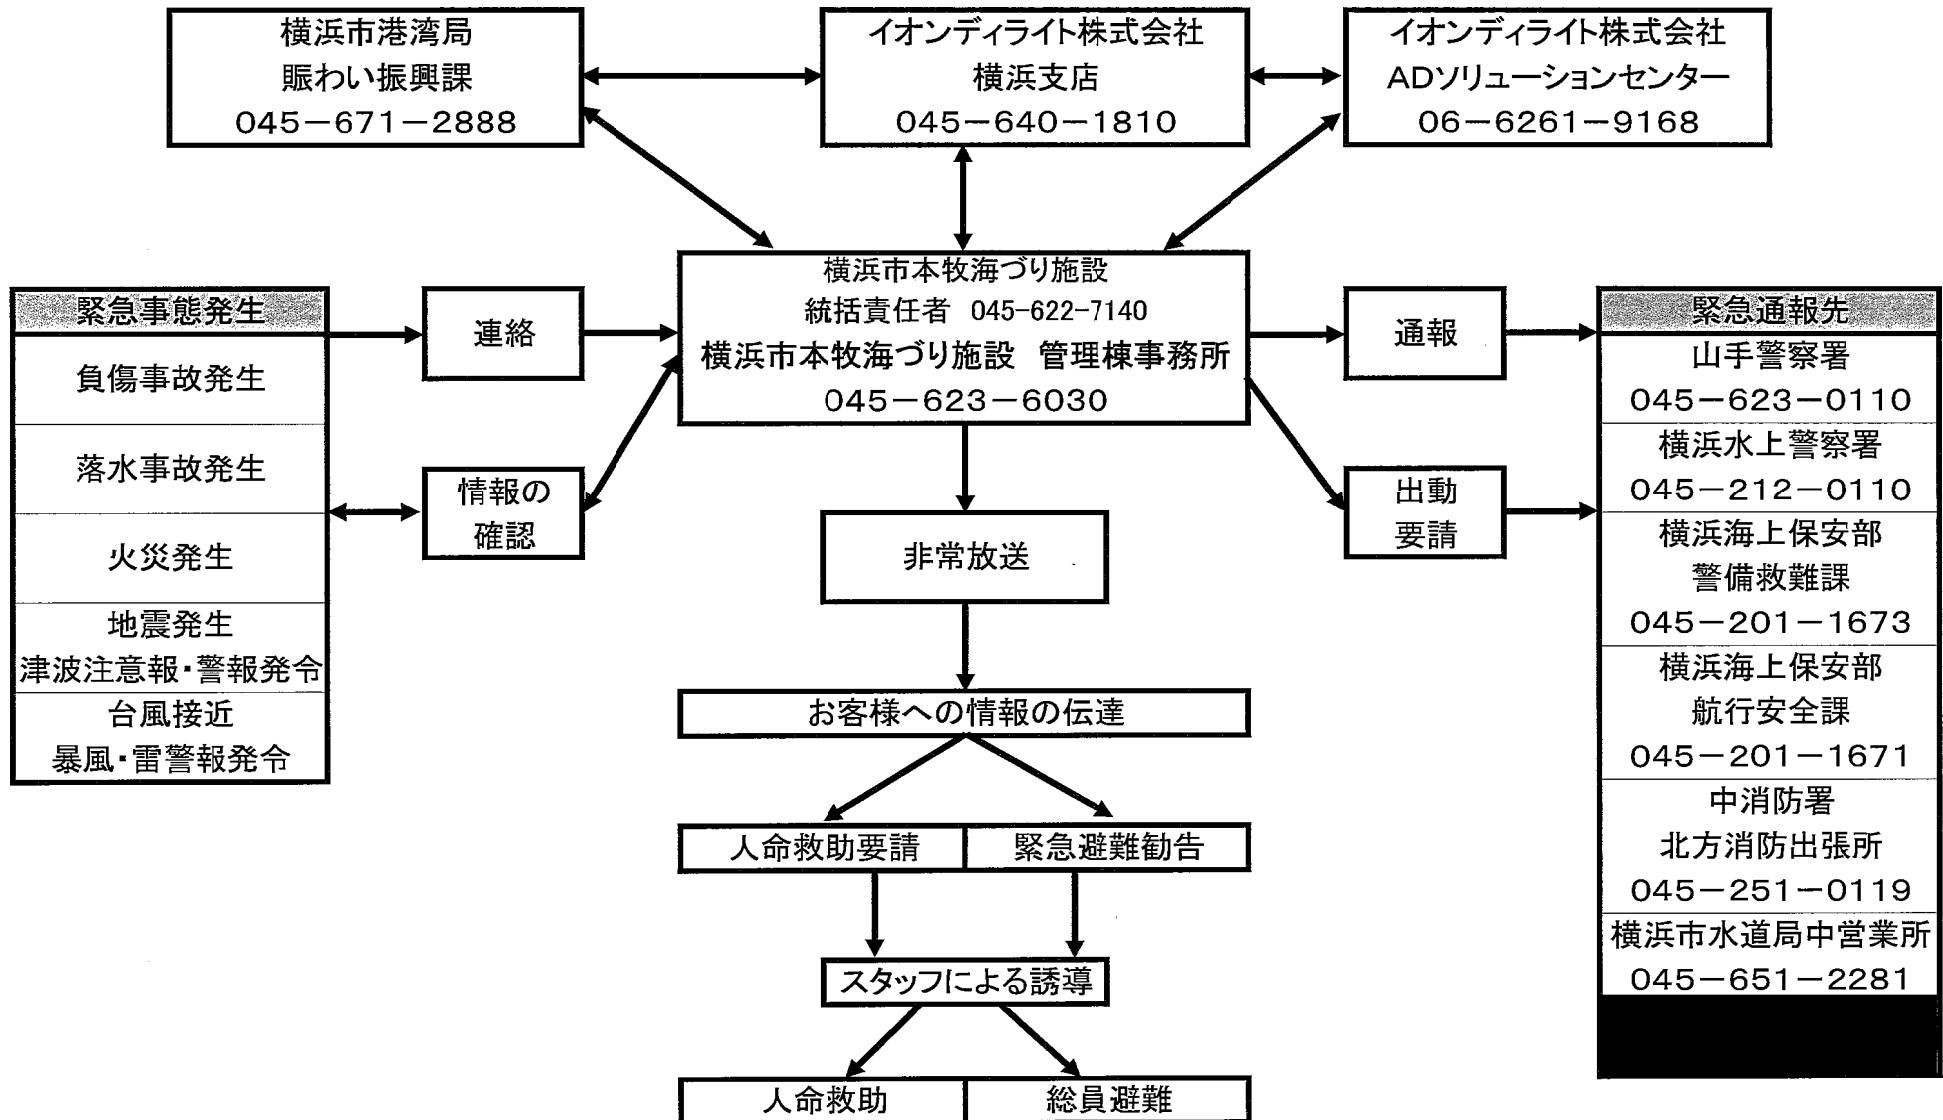 横浜市港湾局
賑わい振興課
045－671－2888
イオンディライト株式会社
横浜支店
045－640－1810
イオンディライト株式会社
ADソリューションセンター
06－6261－9168
緊急事態発生
負傷事故発生
落水事故発生
火災発生
地震発生
津波注意報・警報発令
台風接近
暴風・雷警報発令
連絡
情報の
確認
横浜市本牧海づり施設
統括責任者 045-622-7140
横浜市本牧海づり施設　管理棟事務所
045－623－6030
非常放送
お客様への情報の伝達
人命救助要請
緊急避難勧告
スタッフによる誘導
人命救助
総員避難
通報
出動
要請
緊急通報先
山手警察署
045－623－0110
横浜水上警察署
045－212－0110
横浜海上保安部
警備救難課
045－201－1673
横浜海上保安部
航行安全課
045－201－1671
中消防署
北方消防出張所
045－251－0119
横浜市水道局中営業所
045－651－2281